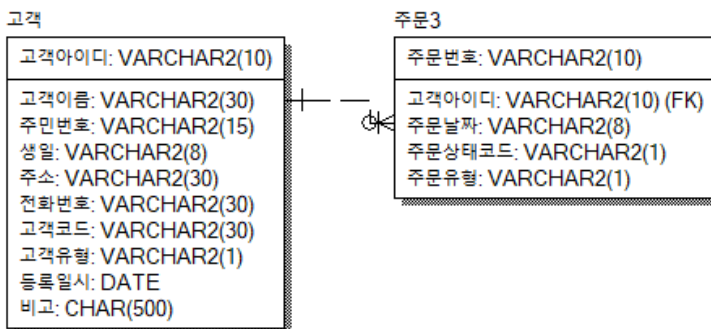 고객
고객아이디: VARCHAR2(10)
고객이름: VARCHAR2(30)
주민번호: VARCHAR2(15)
생일: VARCHAR2(8)
주소: VARCHAR2(30)
전화번호: VARCHAR2(30)
고객코드: VARCHAR2(30)
고객유형: VARCHAR2(1)
등록일시: DATE
비고: CHAR(500)
주문3
주문번호: VARCHAR2(10)
고객아이디: VARCHAR2(10) (FK)
주문날짜: VARCHAR2(8)
주문상태코드: VARCHAR2(1)
주문유형: VARCHAR2(1)